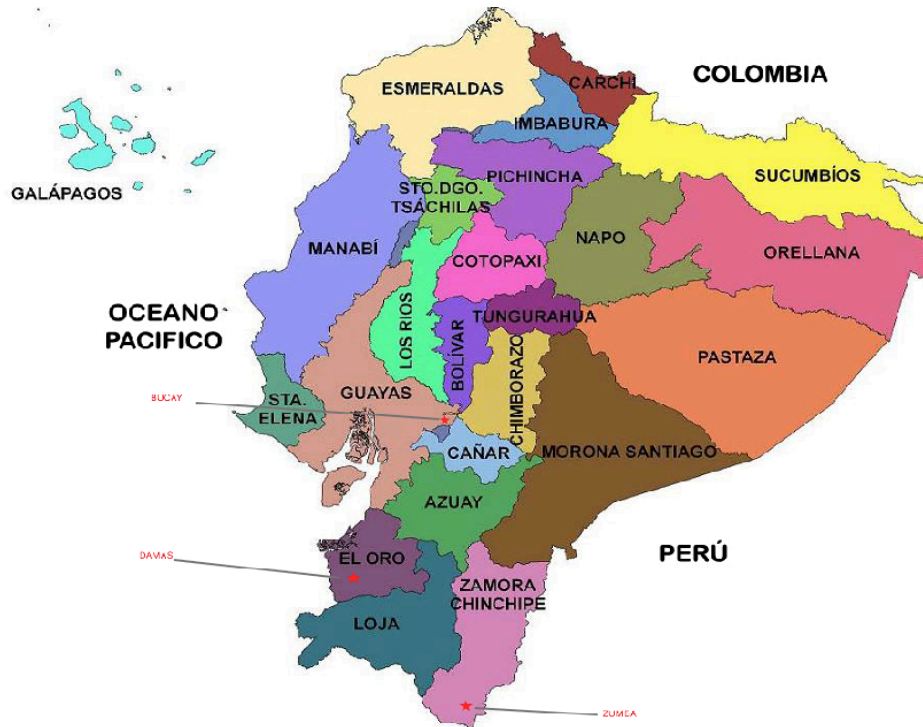 COLOMBIA
CARCHI
ESMERALDAS
IMBABURA
SUCUMBÍOS
PICHINCHA
GALÁPAGOS
STO.DGO.
TSÁCHILAS
NAPO
MANABÍ
ORELLANA
COTOPAXI
OCEANO
PACIFICO
TUNGURAHUA
LOS RIOS
BOLÍVAR
PASTAZA
CHIMBORAZO
GUAYAS
BUCAY
STA.
ELENA
CAÑAR
MORONA SANTIAGO
AZUAY
PERÚ
DAMAS
EL ORO
ZAMORA
CHINCHIPE
LOJA
ZUMBA